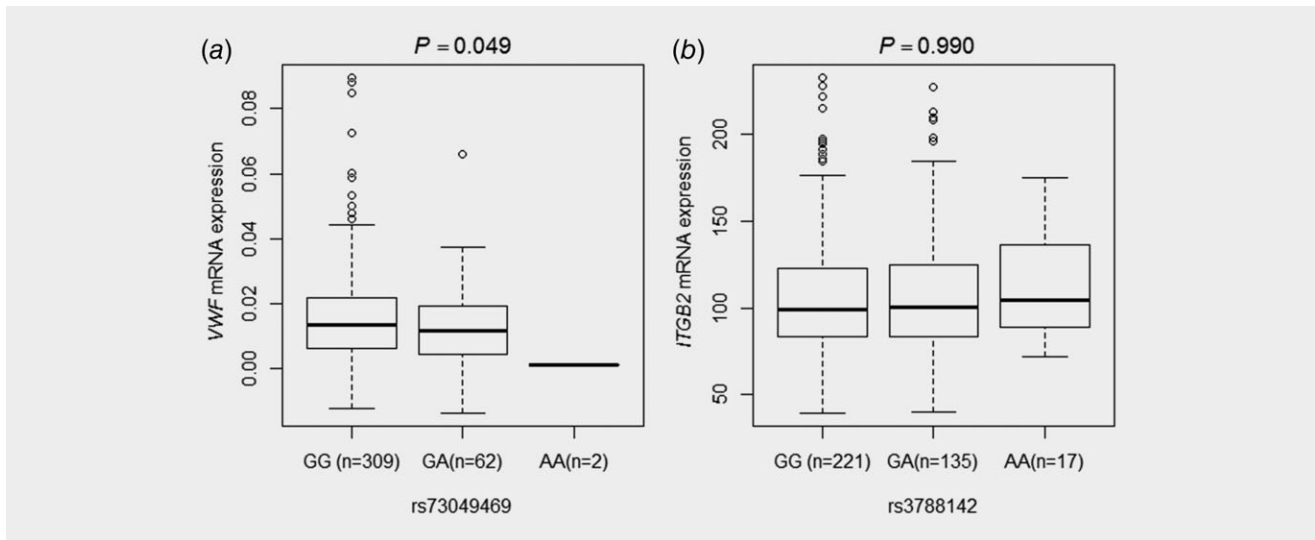 (a)
P = 0.049
VWF mRNA expression
0.08
0.06
0.04
0.02
0.00
GG (n=309) GA(n=62) AA(n=2)
rs73049469
(b)
P = 0.990
ITGB2 mRNA expression
200
150
100
50
GG (n=221) GA(n=135) AA(n=17)
rs3788142